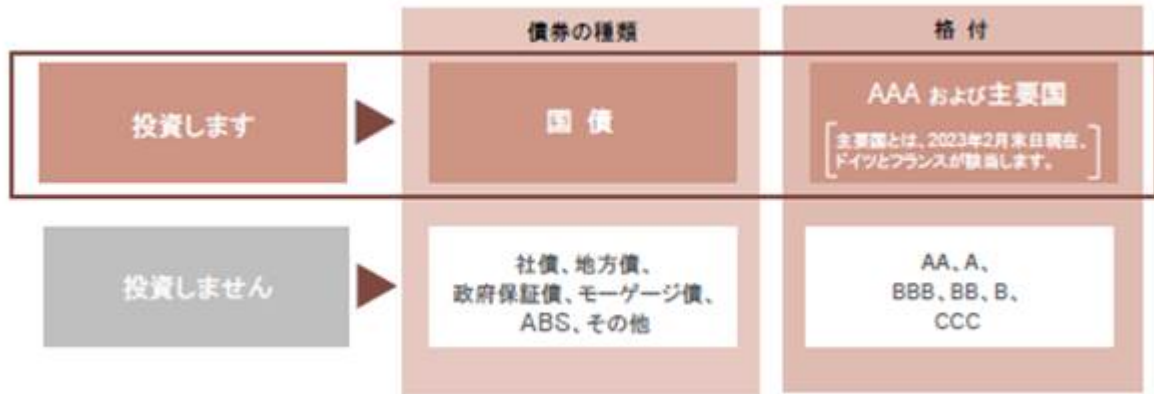 債券の種類
格 付
投資します
国 債
AAA および主要国
主要国とは、2023年2月末日現在、
ドイツとフランスが該当します。
投資しません
社債、地方債、
政府保証債、モーゲージ債、
ABS、その他
AA、A、
BBB、BB、B、
CCC